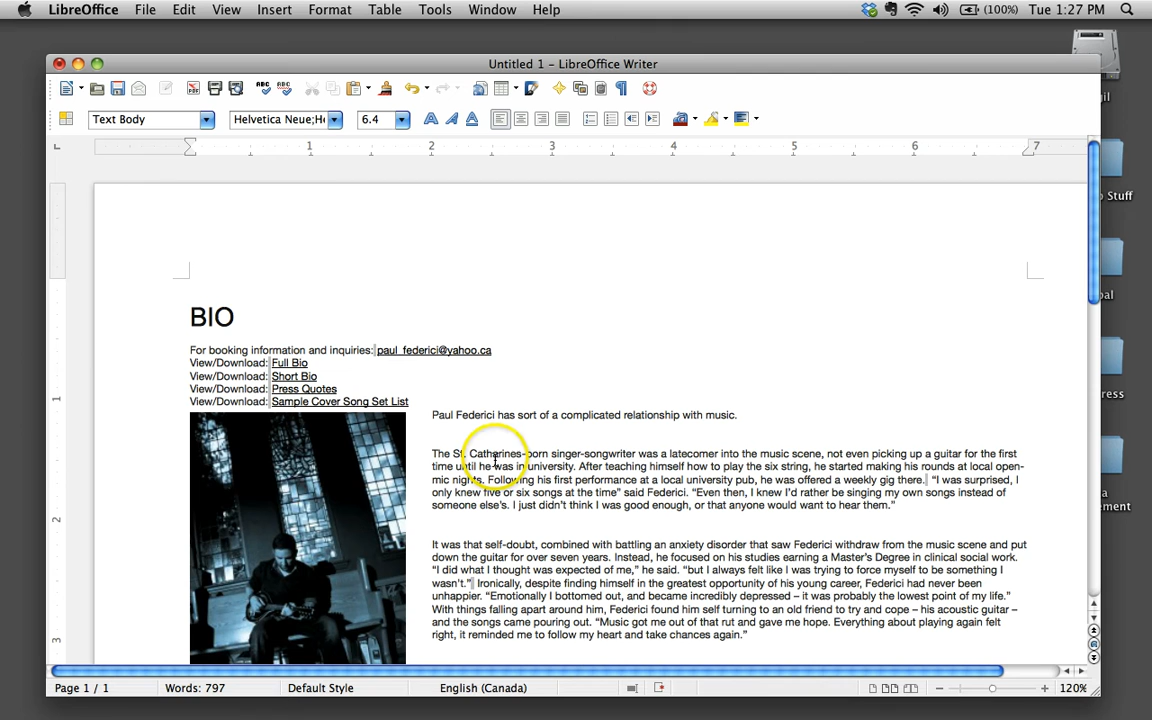 LibreOffice File Edit View Insert Format Table Tools Window Help (100%) Tue 1:27 PM
Untitled 1 – LibreOffice Writer
Text Body Helvetica Neue;H 6.4
1 2 3 4 5 6 7
BIO
For booking information and inquiries: paul_federici@yahoo.ca
View/Download: Full Bio
View/Download: Short Bio
View/Download: Press Quotes
View/Download: Sample Cover Song Set List
Paul Federici has sort of a complicated relationship with music.
The St. Catharines-born singer-songwriter was a latecomer into the music scene, not even picking up a guitar for the first
time until he was in university. After teaching himself how to play the six string, he started making his rounds at local open-
mic nights. Following his first performance at a local university pub, he was offered a weekly gig there. “I was surprised, I
only knew five or six songs at the time” said Federici. “Even then, I knew I’d rather be singing my own songs instead of
someone else’s. I just didn’t think I was good enough, or that anyone would want to hear them.”
It was that self-doubt, combined with battling an anxiety disorder that saw Federici withdraw from the music scene and put
down the guitar for over seven years. Instead, he focused on his studies earning a Master’s Degree in clinical social work.
“I did what I thought was expected of me,” he said. “but I always felt like I was trying to force myself to be something I
wasn’t.” Ironically, despite finding himself in the greatest opportunity of his young career, Federici had never been
unhappier. “Emotionally I bottomed out, and became incredibly depressed – it was probably the lowest point of my life.”
With things falling apart around him, Federici found him self turning to an old friend to try and cope – his acoustic guitar –
and the songs came pouring out. “Music got me out of that rut and gave me hope. Everything about playing again felt
right, it reminded me to follow my heart and take chances again.”
1
2
3
gil
Stuff
ress
ement
Page 1 / 1 Words: 797 Default Style English (Canada) 120%